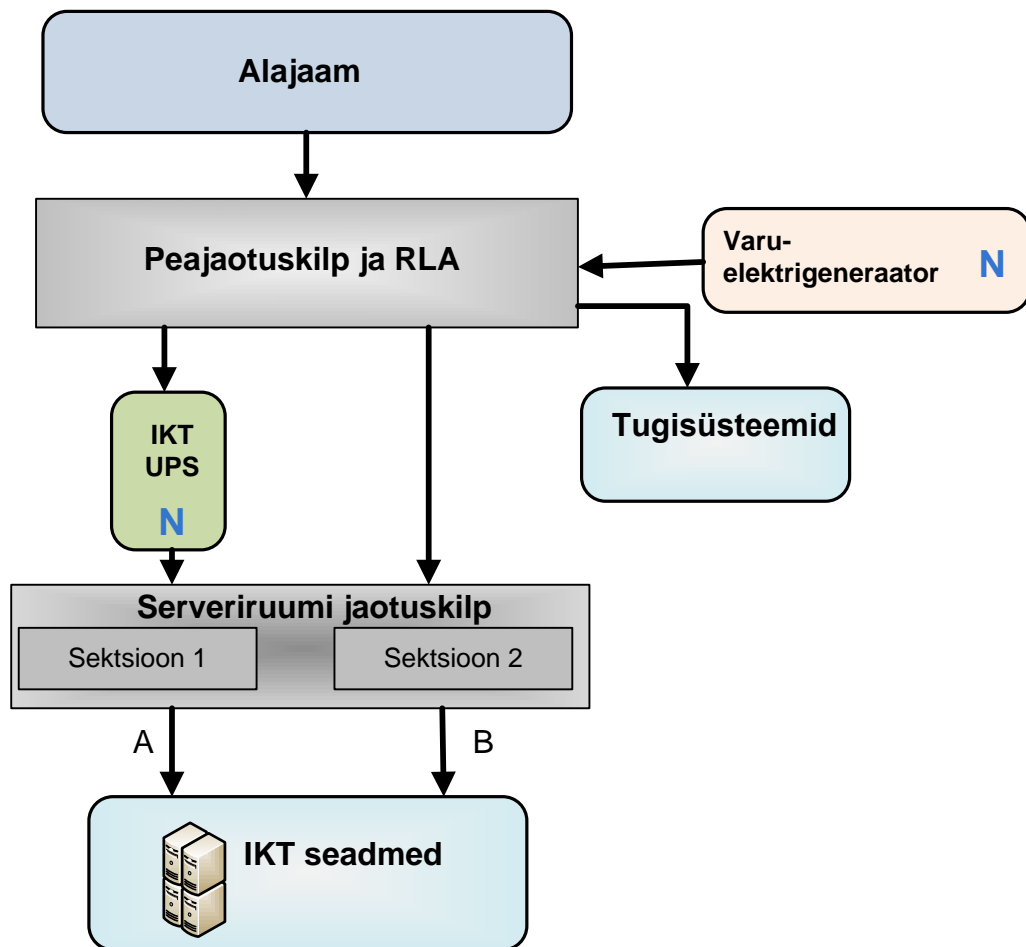 Alajaam
Peajaotuskilp ja RLA
Varu-
elektrigeneraator
N
IKT
UPS
N
Tugisüsteemid
Serveriruumi jaotuskilp
Sektsioon 1
Sektsioon 2
A
B
IKT seadmed